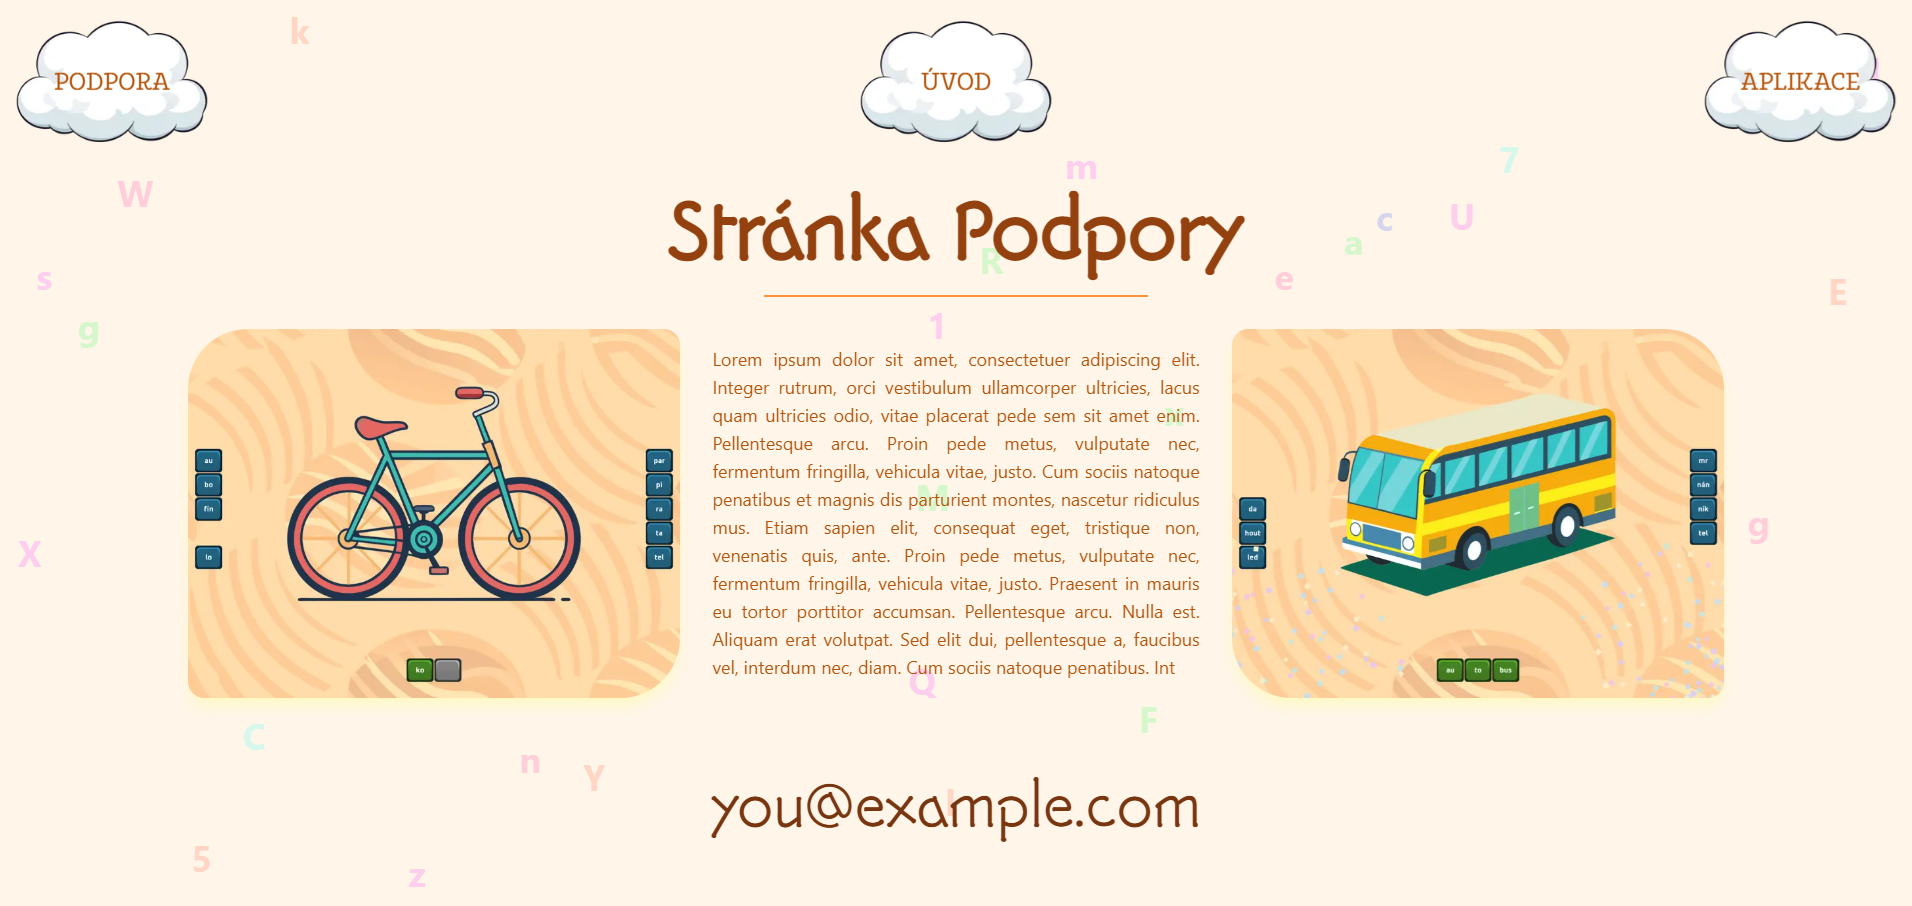 PODPORA
ÚVOD
APLIKACE
k
m
7
W
Stránka Podpory
c
U
a
R
s
e
E
1
g
Lorem ipsum dolor sit amet, consectetuer adipiscing elit.
Integer rutrum, orci vestibulum ullamcorper ultricies, lacus
quam ultricies odio, vitae placerat pede sem sit amet enim.
Pellentesque arcu. Proin pede metus, vulputate nec,
fermentum fringilla, vehicula vitae, justo. Cum sociis natoque
penatibus et magnis dis parturient montes, nascetur ridiculus
mus. Etiam sapien elit, consequat eget, tristique non,
venenatis quis, ante. Proin pede metus, vulputate nec,
fermentum fringilla, vehicula vitae, justo. Praesent in mauris
eu tortor porttitor accumsan. Pellentesque arcu. Nulla est.
Aliquam erat volutpat. Sed elit dui, pellentesque a, faucibus
vel, interdum nec, diam. Cum sociis natoque penatibus. Int
au
bo
fin
lo
par
pi
ra
ta
tel
ko
da
hout
led
mr
nán
ník
tel
au to bus
M
X
g
Q
F
C
n
Y
you@example.com
5
z